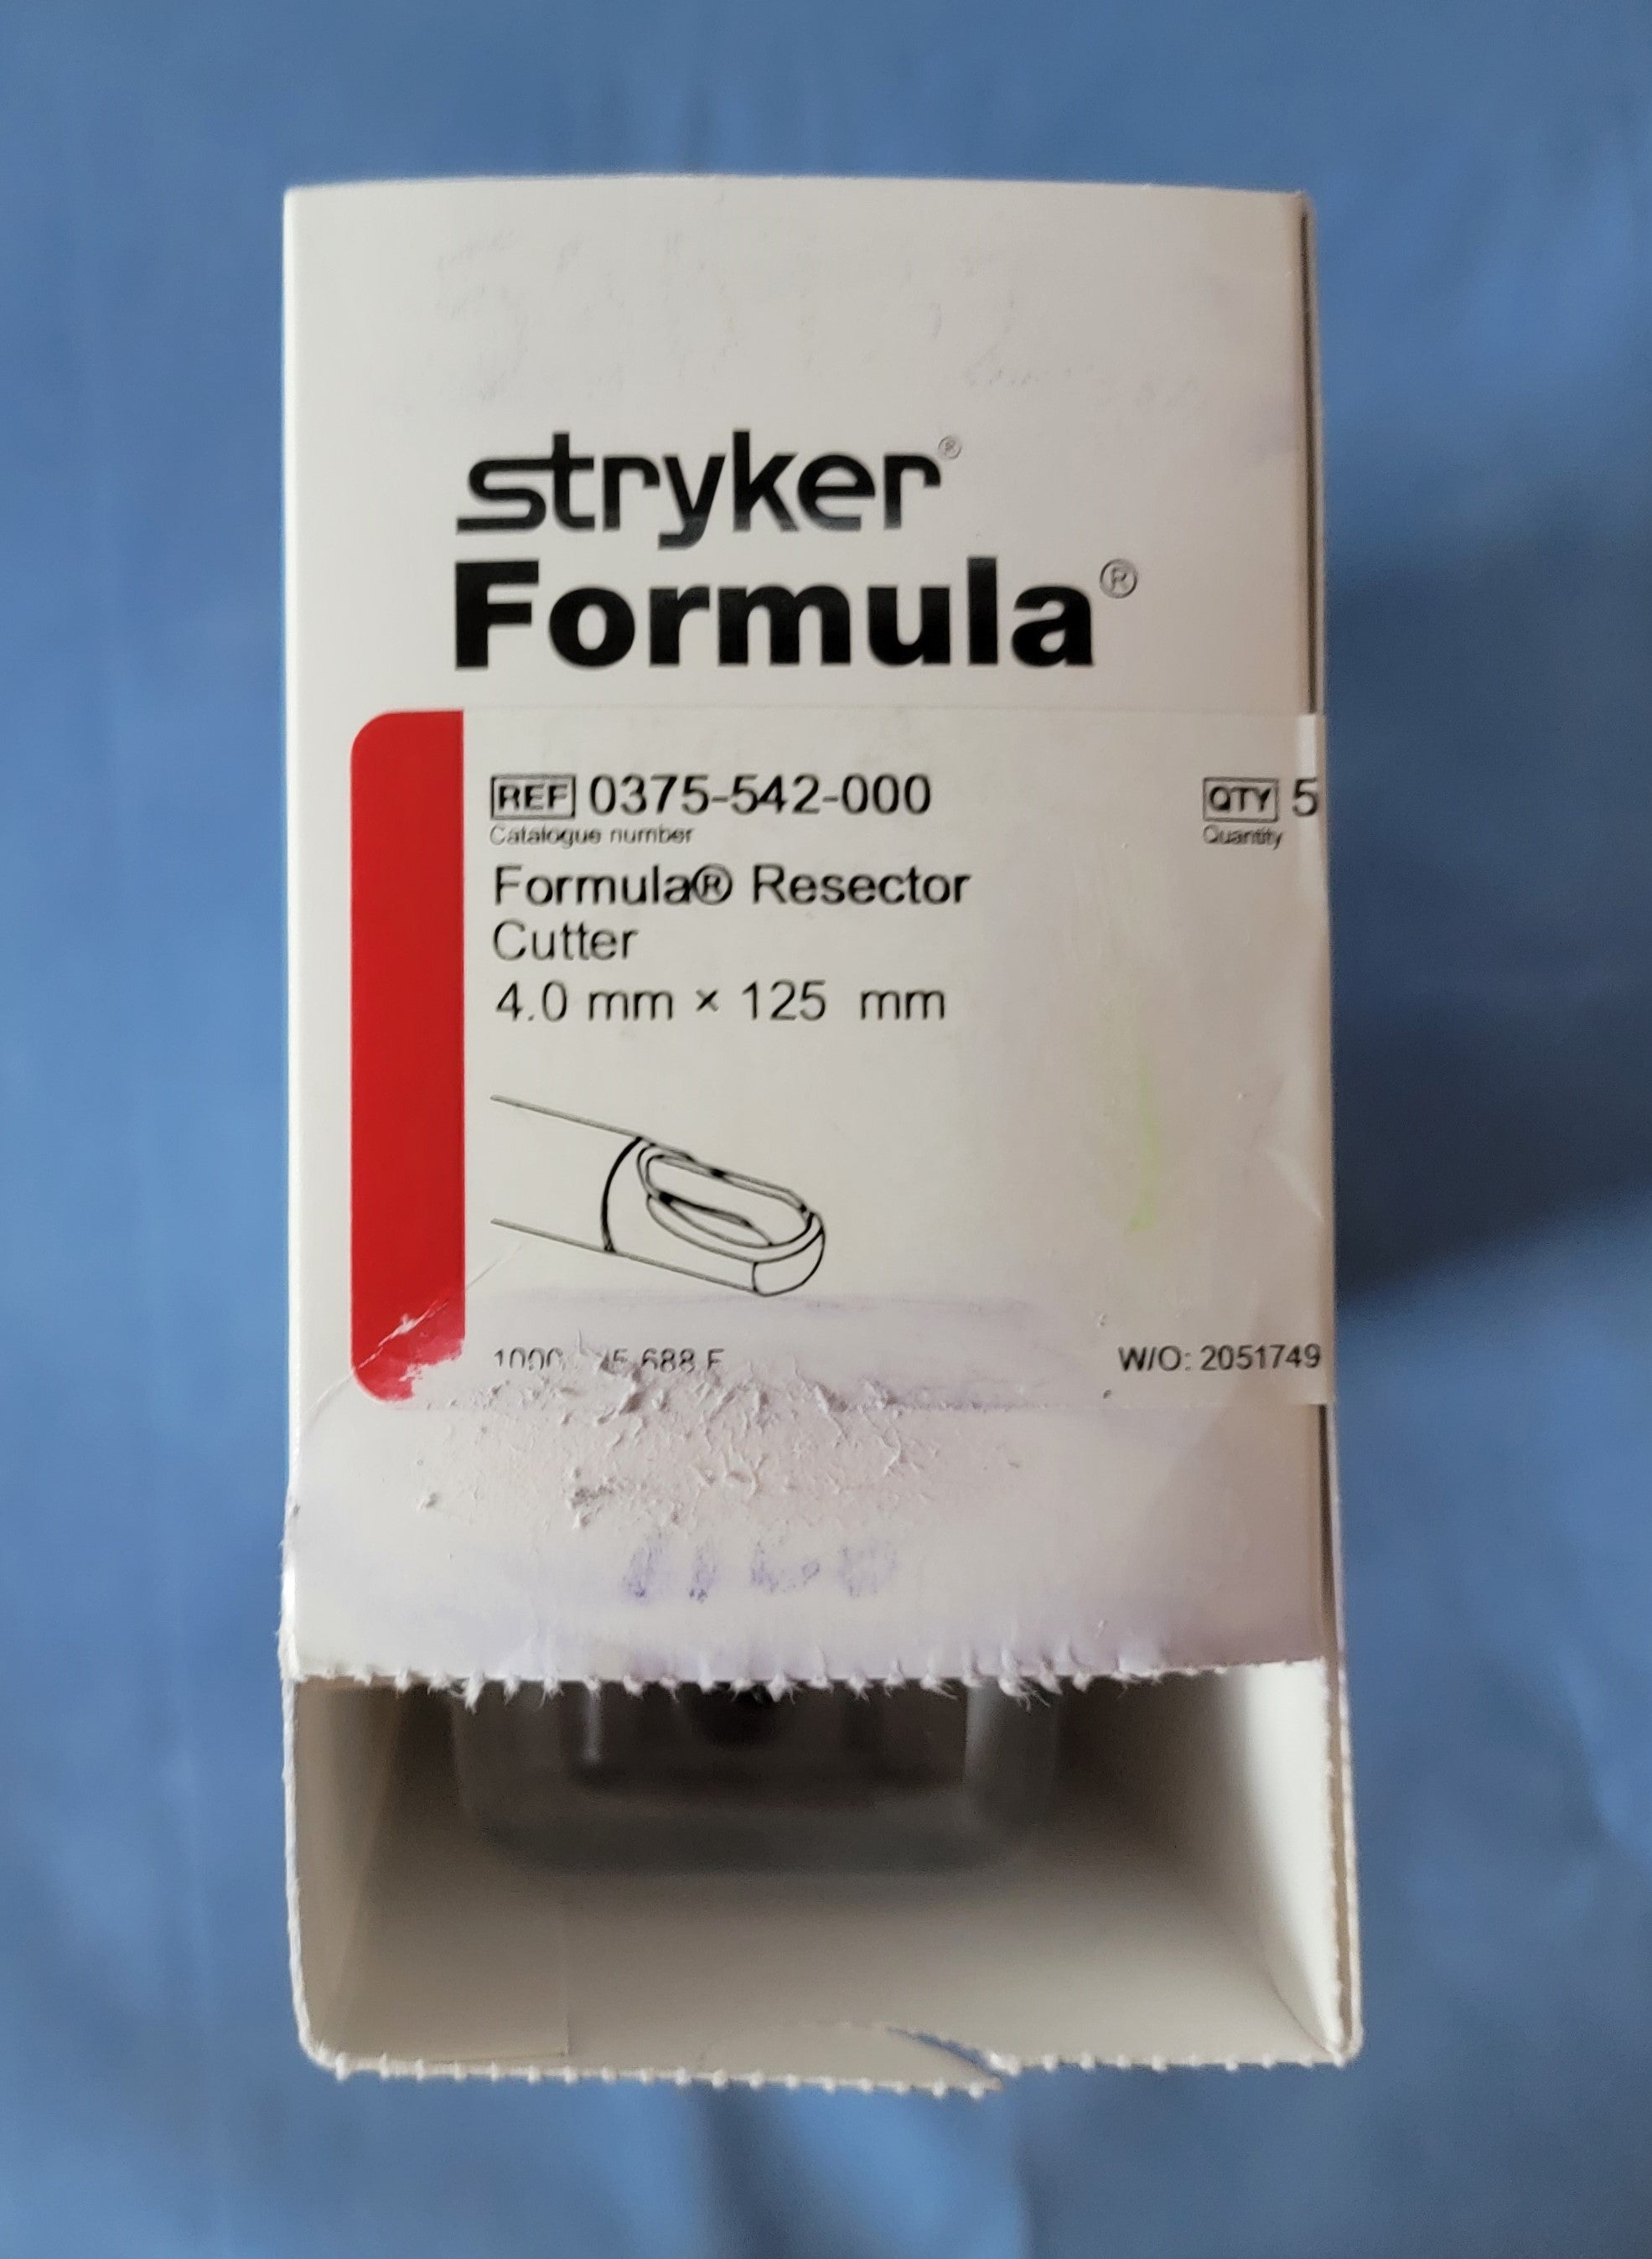 stryker®
Formula®
REF 0375-542-000 QTY 5
Catalogue number Quantity
Formula® Resector
Cutter
4.0 mm × 125 mm
W/O: 2051749